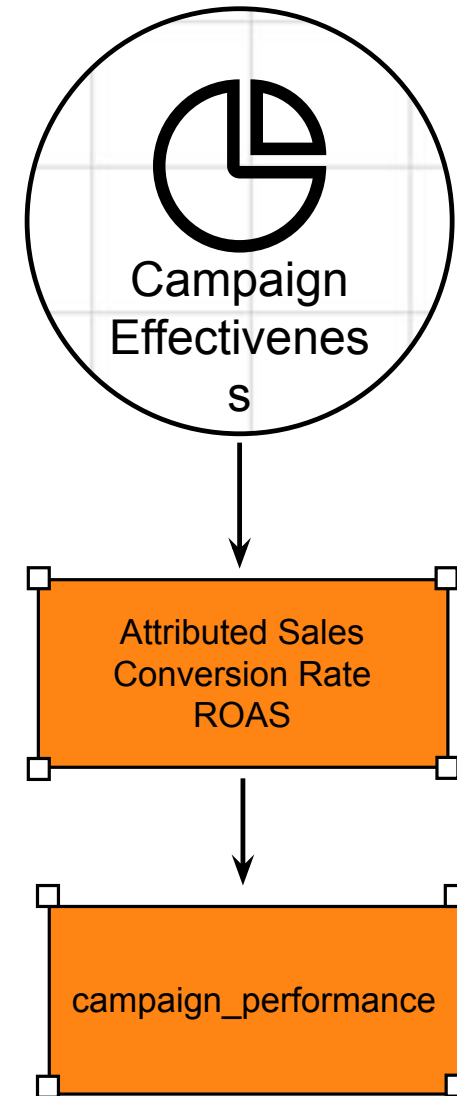 Campaign
Effectivenes
s
Attributed Sales
Conversion Rate
ROAS
campaign_performance